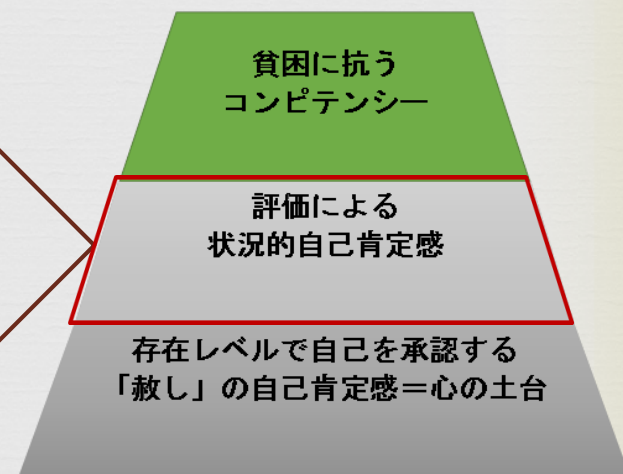 貧困に抗う
コンピテンシー
評価による
状況的自己肯定感
存在レベルで自己を承認する
「赦し」の自己肯定感＝心の土台